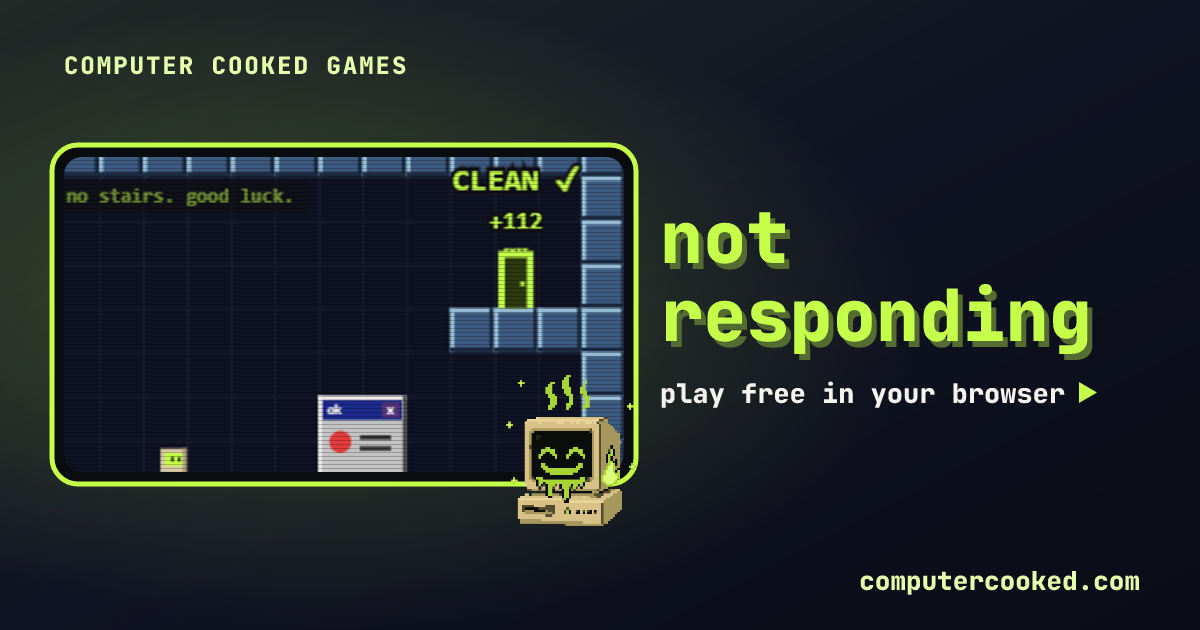 COMPUTER COOKED GAMES
no stairs. good luck.
CLEAN ✓
+112
ok x
not
responding
play free in your browser ▶
computercooked.com